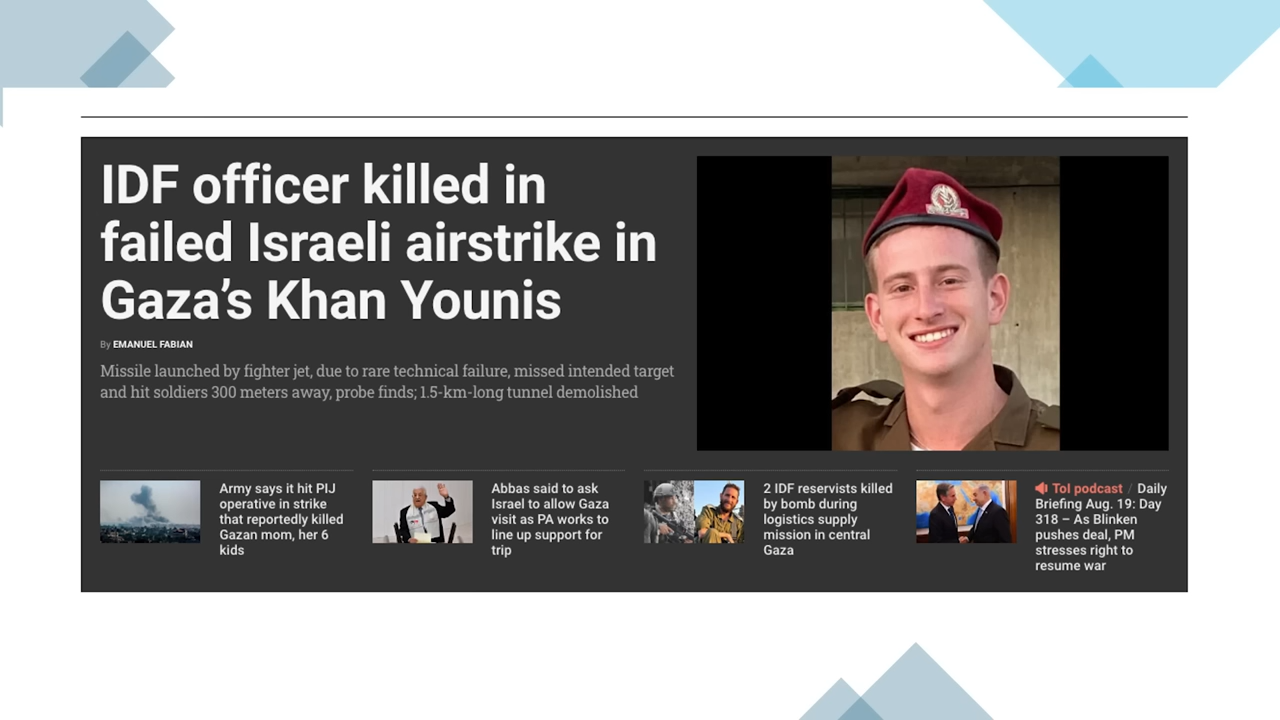 IDF officer killed in
failed Israeli airstrike in
Gaza’s Khan Younis
By EMANUEL FABIAN
Missile launched by fighter jet, due to rare technical failure, missed intended target
and hit soldiers 300 meters away, probe finds; 1.5-km-long tunnel demolished
Army says it hit PIJ
operative in strike
that reportedly killed
Gazan mom, her 6
kids
Abbas said to ask
Israel to allow Gaza
visit as PA works to
line up support for
trip
2 IDF reservists killed
by bomb during
logistics supply
mission in central
Gaza
ToI podcast / Daily
Briefing Aug. 19: Day
318 – As Blinken
pushes deal, PM
stresses right to
resume war